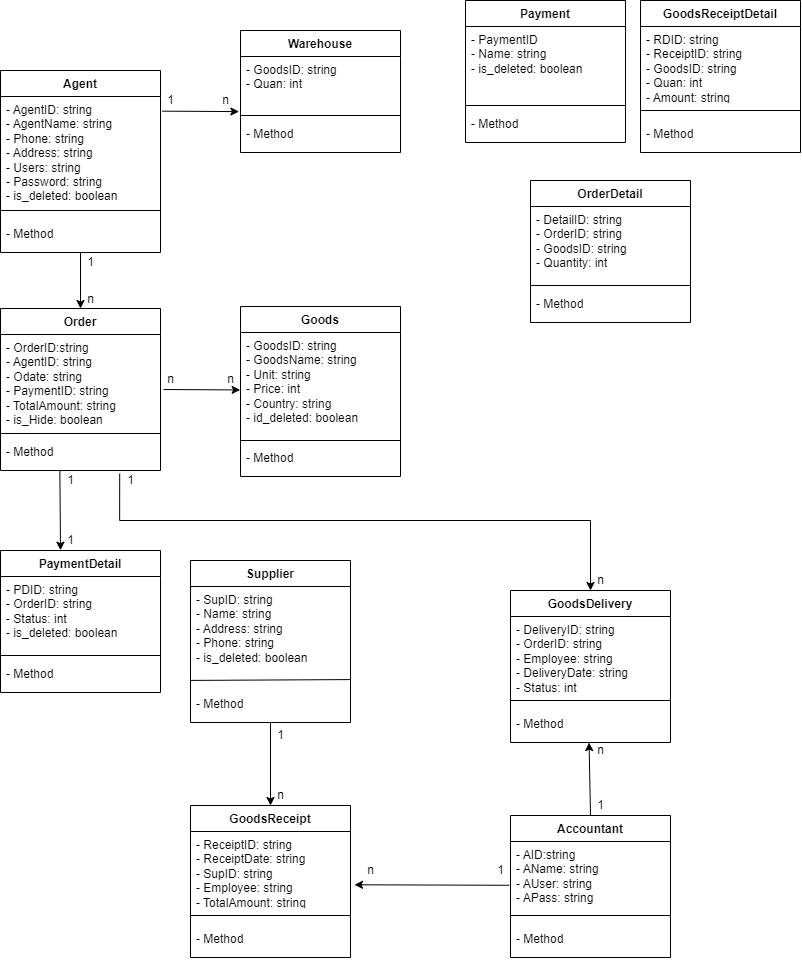 Payment
- PaymentID
- Name: string
- is_deleted: boolean
- Method
GoodsReceiptDetail
- RDID: string
- ReceiptID: string
- GoodsID: string
- Quan: int
- Amount: string
- Method
Warehouse
- GoodsID: string
- Quan: int
- Method
Agent
- AgentID: string
- AgentName: string
- Phone: string
- Address: string
- Users: string
- Password: string
- is_deleted: boolean
- Method
1
n
OrderDetail
- DetailID: string
- OrderID: string
- GoodsID: string
- Quantity: int
- Method
1
n
Order
- OrderID:string
- AgentID: string
- Odate: string
- PaymentID: string
- TotalAmount: string
- is_Hide: boolean
- Method
n
n
Goods
- GoodsID: string
- GoodsName: string
- Unit: string
- Price: int
- Country: string
- id_deleted: boolean
- Method
1
1
1
n
PaymentDetail
- PDID: string
- OrderID: string
- Status: int
- is_deleted: boolean
- Method
Supplier
- SupID: string
- Name: string
- Address: string
- Phone: string
- is_deleted: boolean
- Method
GoodsDelivery
- DeliveryID: string
- OrderID: string
- Employee: string
- DeliveryDate: string
- Status: int
- Method
1
n
n
1
GoodsReceipt
- ReceiptID: string
- ReceiptDate: string
- SupID: string
- Employee: string
- TotalAmount: string
- Method
n
1
Accountant
- AID:string
- AName: string
- AUser: string
- APass: string
- Method